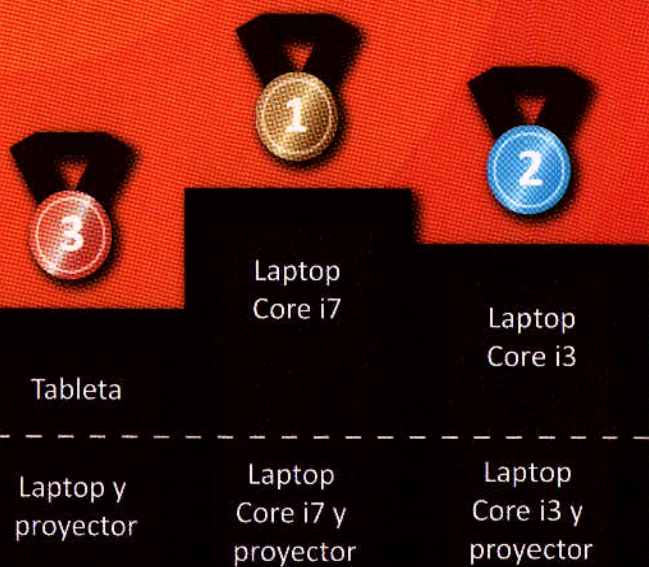 1
2
3
Laptop
Core i7
Laptop
Core i3
Tableta
Laptop y
proyector
Laptop
Core i7 y
proyector
Laptop
Core i3 y
proyector